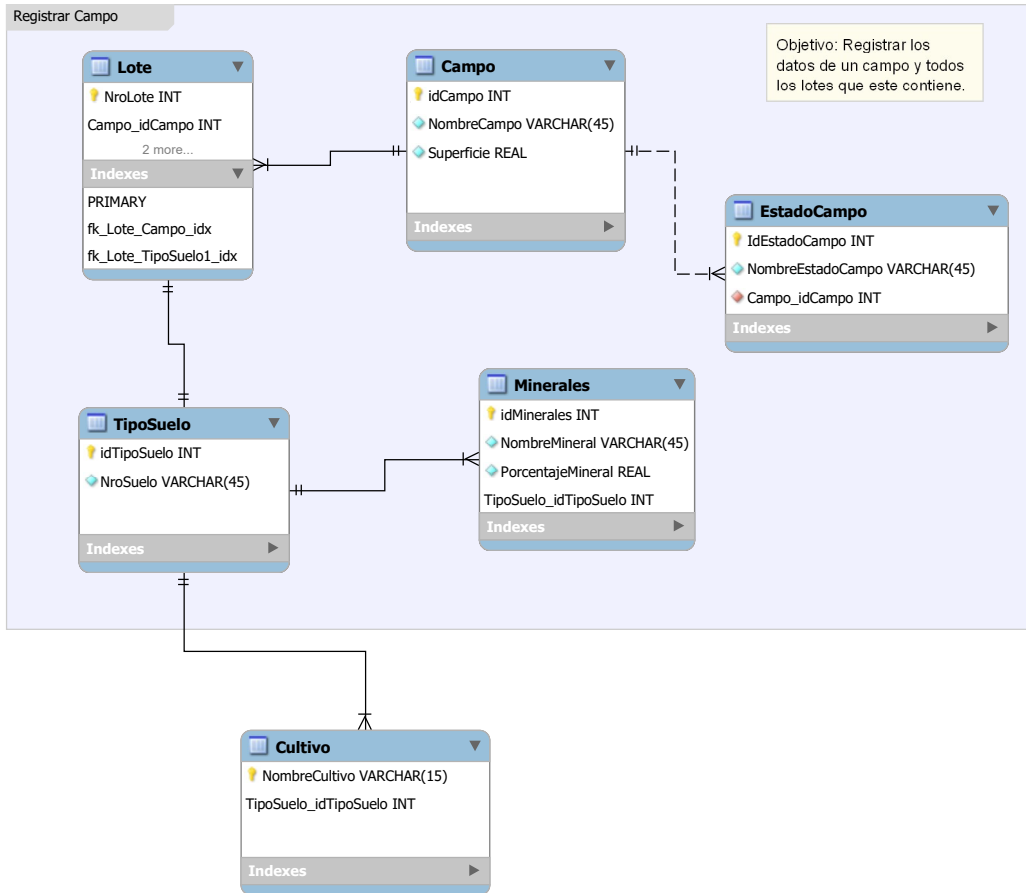 Registrar Campo
Lote
NroLote INT
Campo_idCampo INT
2 more...
Indexes
PRIMARY
fk_Lote_Campo_idx
fk_Lote_TipoSuelo1_idx
Campo
idCampo INT
NombreCampo VARCHAR(45)
Superficie REAL
Indexes
Objetivo: Registrar los
datos de un campo y todos
los lotes que este contiene.
EstadoCampo
IdEstadoCampo INT
NombreEstadoCampo VARCHAR(45)
Campo_idCampo INT
Indexes
TipoSuelo
idTipoSuelo INT
NroSuelo VARCHAR(45)
Indexes
Minerales
idMinerales INT
NombreMineral VARCHAR(45)
PorcentajeMineral REAL
TipoSuelo_idTipoSuelo INT
Indexes
Cultivo
NombreCultivo VARCHAR(15)
TipoSuelo_idTipoSuelo INT
Indexes